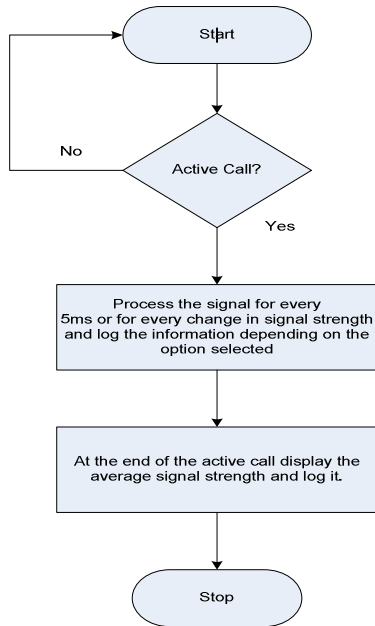 Start
Active Call?
No
Yes
Process the signal for every
5ms or for every change in signal strength
and log the information depending on the
option selected
At the end of the active call display the
average signal strength and log it.
Stop